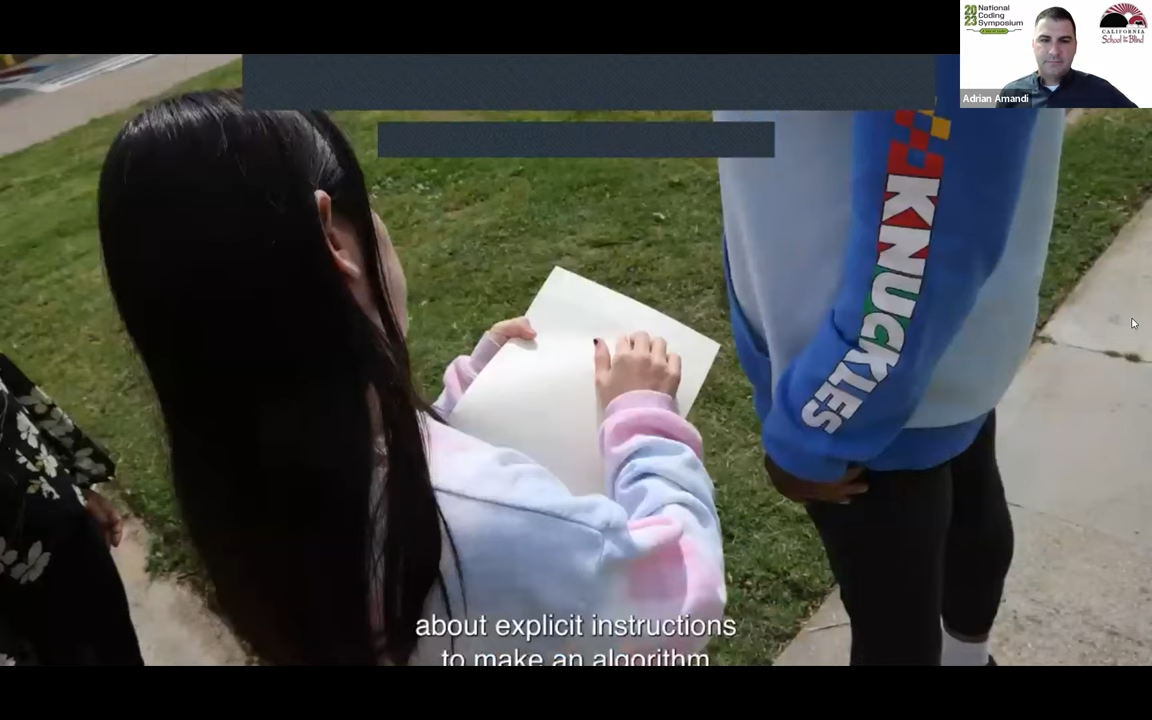 2023 National
Coding
Symposium
CALIFORNIA
School for the Blind
Adrian Amandi
KNUCKLES
about explicit instructions
to make an algorithm